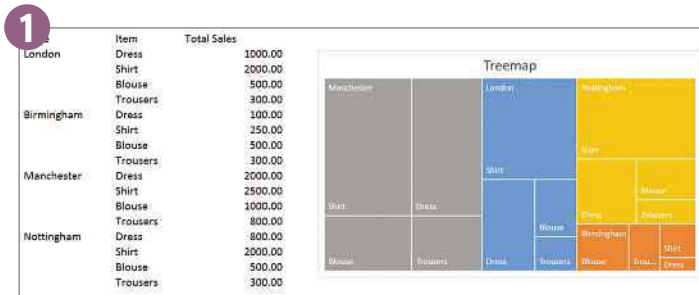 1
Item Total Sales
London Dress 1000.00
Shirt 2000.00
Blouse 500.00
Trousers 300.00
Birmingham Dress 100.00
Shirt 250.00
Blouse 500.00
Trousers 300.00
Manchester Dress 2000.00
Shirt 2500.00
Blouse 1000.00
Trousers 800.00
Nottingham Dress 800.00
Shirt 2000.00
Blouse 500.00
Trousers 300.00
Treemap
Manchester London Nottingham
Shirt
Shirt
Blouse
Shirt Dress Dress Trousers
Blouse Birmingham
Shirt
Blouse Trousers Dress Trousers Blouse Trou... Dress